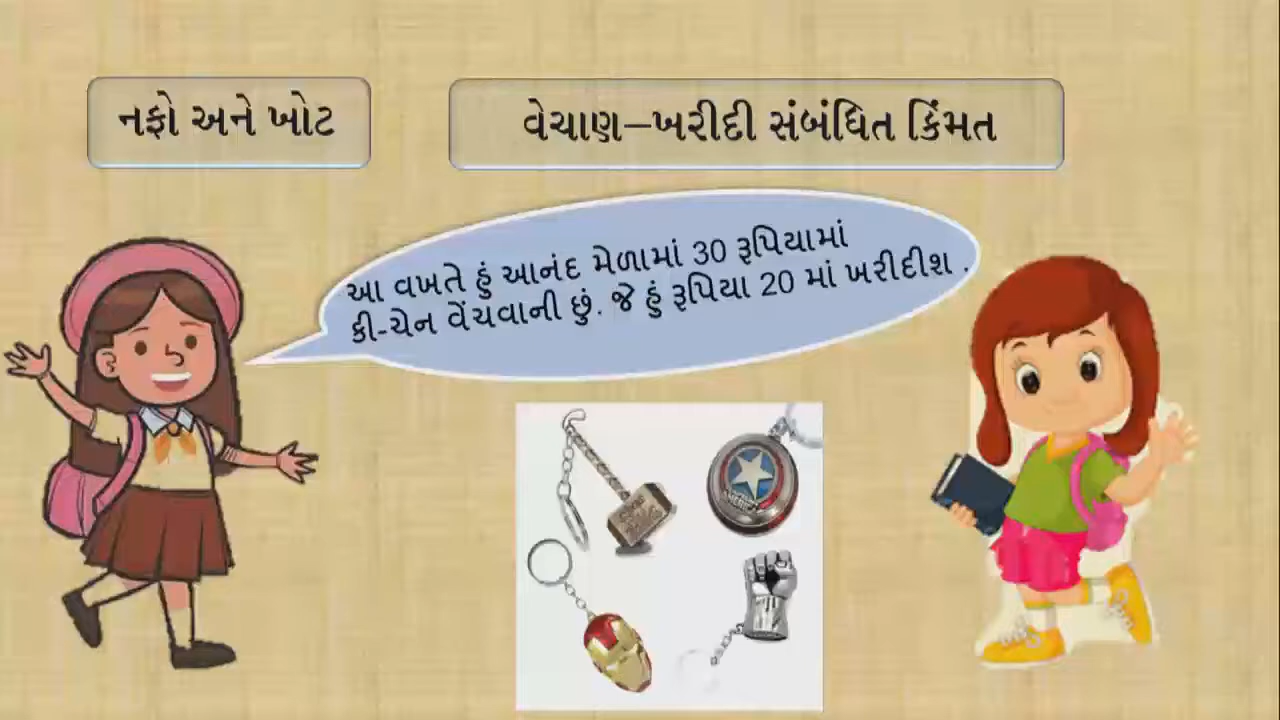 નફો અને ખોટ
વેચાણ–ખરીદી સંબંધિત કિંમત
આ વખતે હું આનંદ મેળામાં 30 રૂપિયામાં
કી-ચેન વેંચવાની છું. જે હું રૂપિયા 20 માં ખરીદીશ .